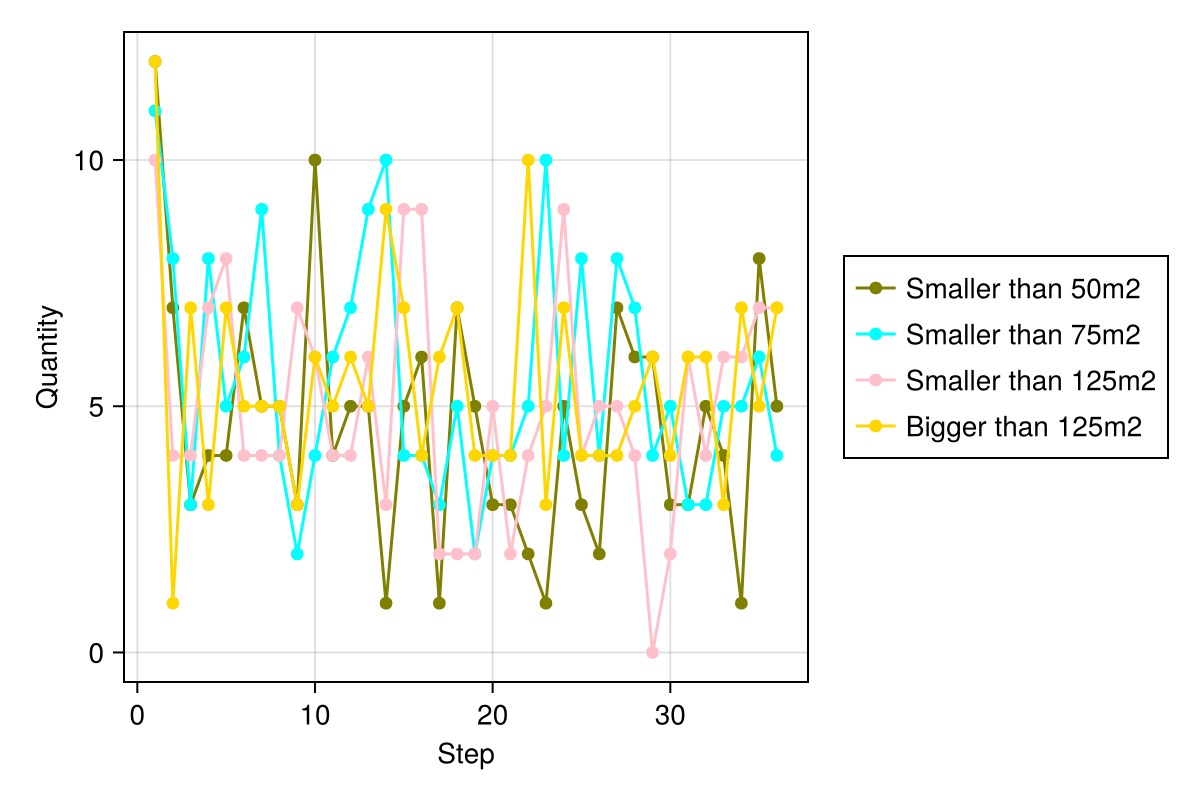 10
5
0
Quantity
0 10 20 30
Step
Smaller than 50m2
Smaller than 75m2
Smaller than 125m2
Bigger than 125m2